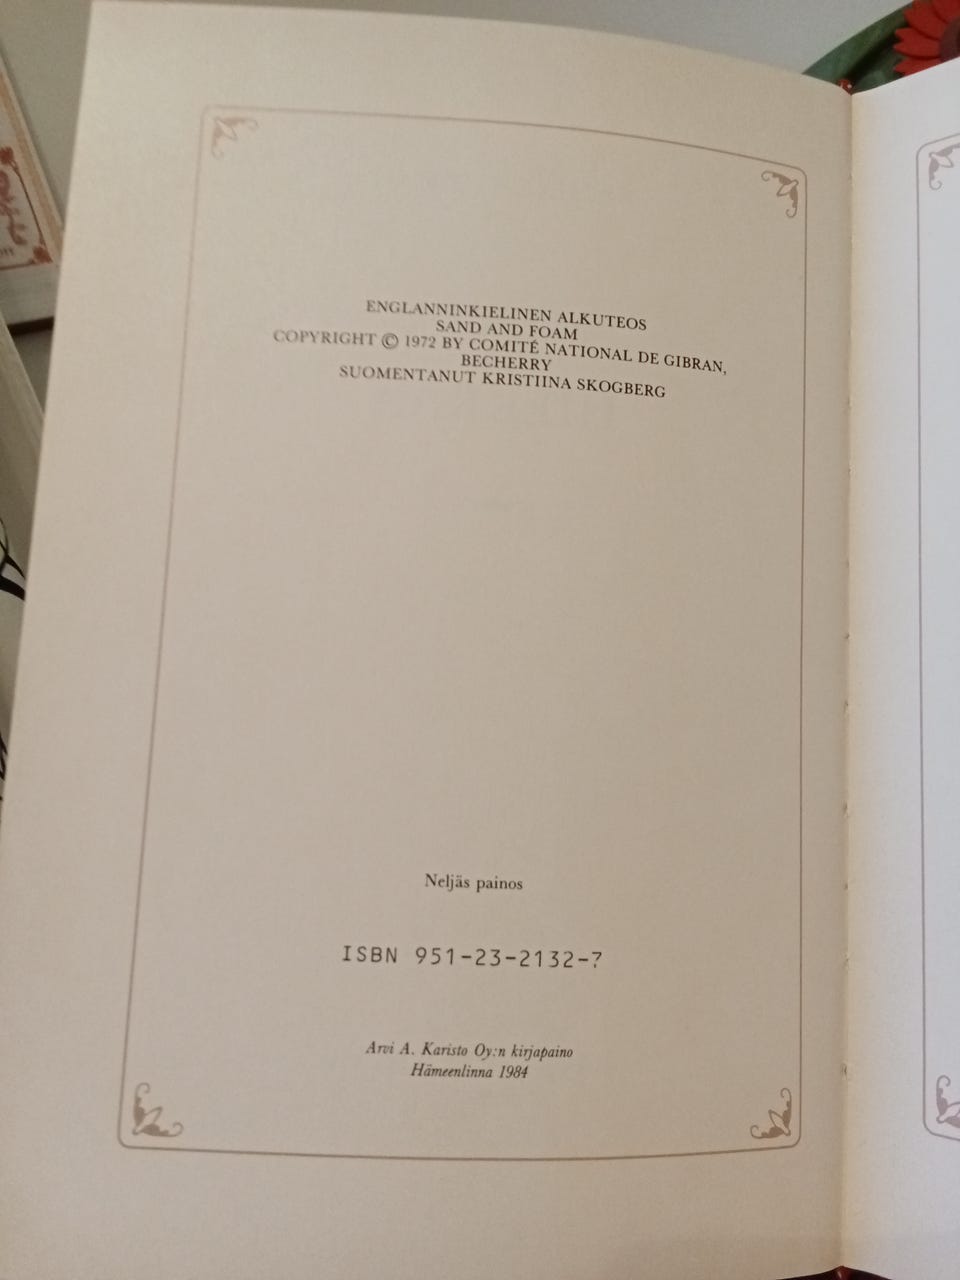 ENGLANNINKIELINEN ALKUTEOS
SAND AND FOAM
COPYRIGHT © 1972 BY COMITÉ NATIONAL DE GIBRAN,
BECHERRY
SUOMENTANUT KRISTIINA SKOGBERG
Neljäs painos
ISBN 951-23-2132-7
Arvi A. Karisto Oy:n kirjapaino
Hämeenlinna 1984